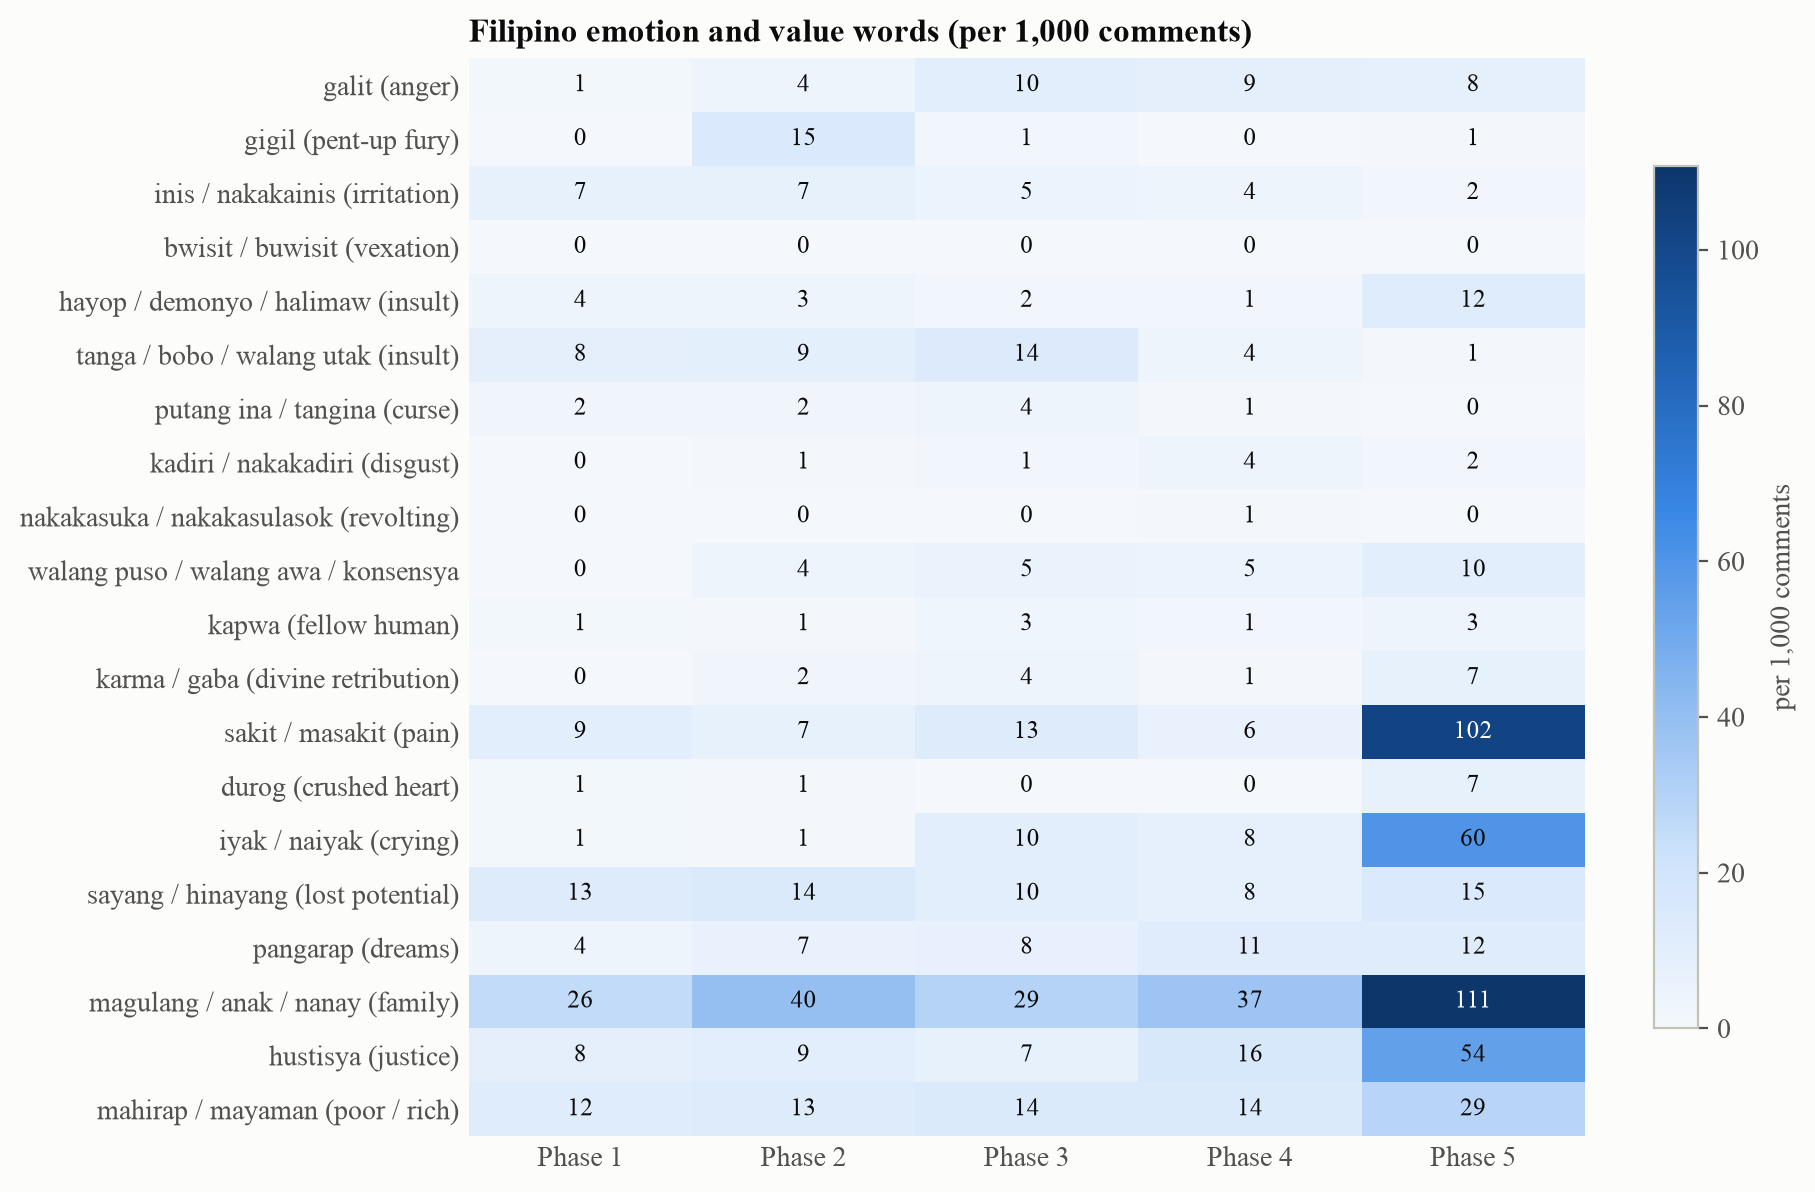 Filipino emotion and value words (per 1,000 comments)
galit (anger) 1 4 10 9 8
gigil (pent-up fury) 0 15 1 0 1
inis / nakakainis (irritation) 7 7 5 4 2
bwisit / buwisit (vexation) 0 0 0 0 0
hayop / demonyo / halimaw (insult) 4 3 2 1 12
tanga / bobo / walang utak (insult) 8 9 14 4 1
putang ina / tangina (curse) 2 2 4 1 0
kadiri / nakakadiri (disgust) 0 1 1 4 2
nakakasuka / nakakasulasok (revolting) 0 0 0 1 0
walang puso / walang awa / konsensya 0 4 5 5 10
kapwa (fellow human) 1 1 3 1 3
karma / gaba (divine retribution) 0 2 4 1 7
sakit / masakit (pain) 9 7 13 6 102
durog (crushed heart) 1 1 0 0 7
iyak / naiyak (crying) 1 1 10 8 60
sayang / hinayang (lost potential) 13 14 10 8 15
pangarap (dreams) 4 7 8 11 12
magulang / anak / nanay (family) 26 40 29 37 111
hustisya (justice) 8 9 7 16 54
mahirap / mayaman (poor / rich) 12 13 14 14 29
Phase 1 Phase 2 Phase 3 Phase 4 Phase 5
100
80
60
40
20
0
per 1,000 comments